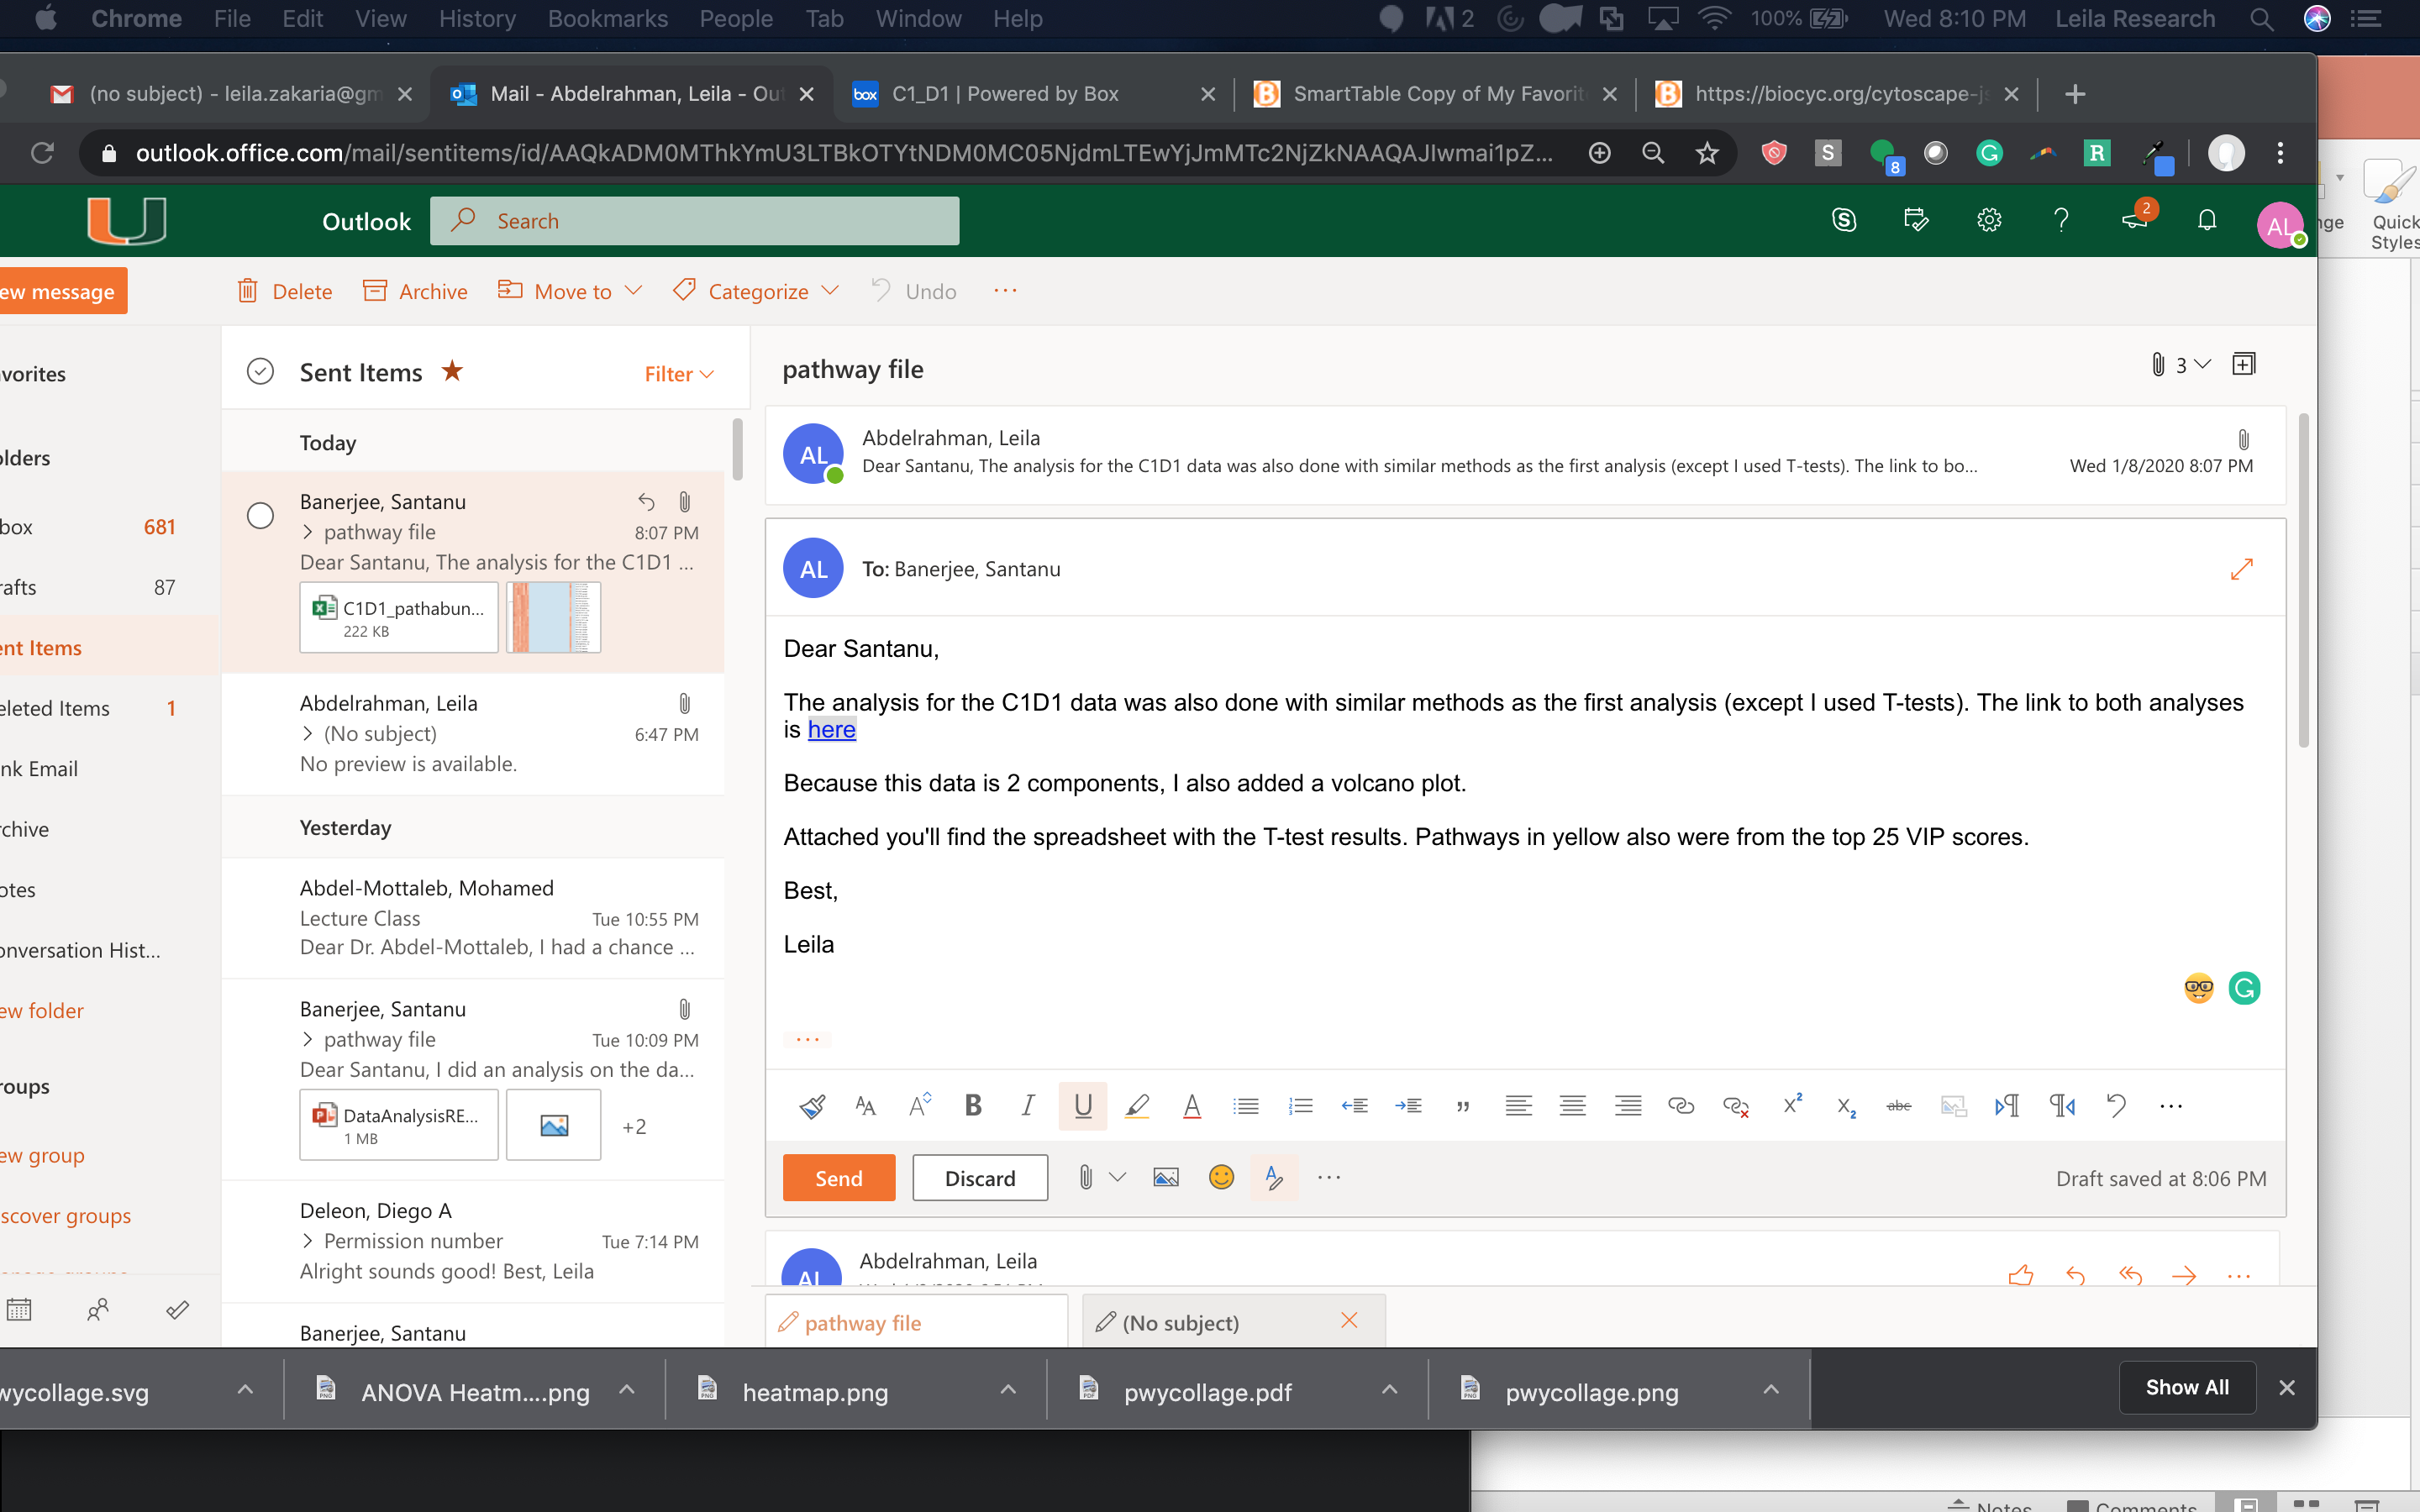 Chrome File Edit View History Bookmarks People Tab Window Help
2 100% Wed 8:10 PM Leila Research
(no subject) - leila.zakaria@gm
Mail - Abdelrahman, Leila - Out
box C1_D1 | Powered by Box
SmartTable Copy of My Favorit
https://biocyc.org/cytoscape-js
outlook.office.com/mail/sentitems/id/AAQkADM0MThkYmU3LTBkOTYtNDM0MC05NjdmLTEwYjJmMTc2NjZkNAAQAJIwmai1pZ...
S 8 G R
Outlook Search
2 AL
nge Quick
Styles
ew message Delete Archive Move to Categorize Undo
vorites
olders
box 681
rafts 87
ent Items
eleted Items 1
nk Email
rchive
otes
onversation Hist...
ew folder
roups
ew group
scover groups
Sent Items Filter
Today
Banerjee, Santanu
pathway file 8:07 PM
Dear Santanu, The analysis for the C1D1 ...
C1D1_pathabun...
222 KB
Abdelrahman, Leila
(No subject) 6:47 PM
No preview is available.
Yesterday
Abdel-Mottaleb, Mohamed
Lecture Class Tue 10:55 PM
Dear Dr. Abdel-Mottaleb, I had a chance ...
Banerjee, Santanu
pathway file Tue 10:09 PM
Dear Santanu, I did an analysis on the da...
DataAnalysisRE...
1 MB
+2
Deleon, Diego A
Permission number Tue 7:14 PM
Alright sounds good! Best, Leila
Banerjee, Santanu
pathway file 3
AL Abdelrahman, Leila
Dear Santanu, The analysis for the C1D1 data was also done with similar methods as the first analysis (except I used T-tests). The link to bo... Wed 1/8/2020 8:07 PM
AL To: Banerjee, Santanu
Dear Santanu,
The analysis for the C1D1 data was also done with similar methods as the first analysis (except I used T-tests). The link to both analyses
is here
Because this data is 2 components, I also added a volcano plot.
Attached you'll find the spreadsheet with the T-test results. Pathways in yellow also were from the top 25 VIP scores.
Best,
Leila
Send Discard Draft saved at 8:06 PM
AL Abdelrahman, Leila
pathway file (No subject)
wycollage.svg ANOVA Heatm....png heatmap.png pwycollage.pdf pwycollage.png Show All
Notes Comments